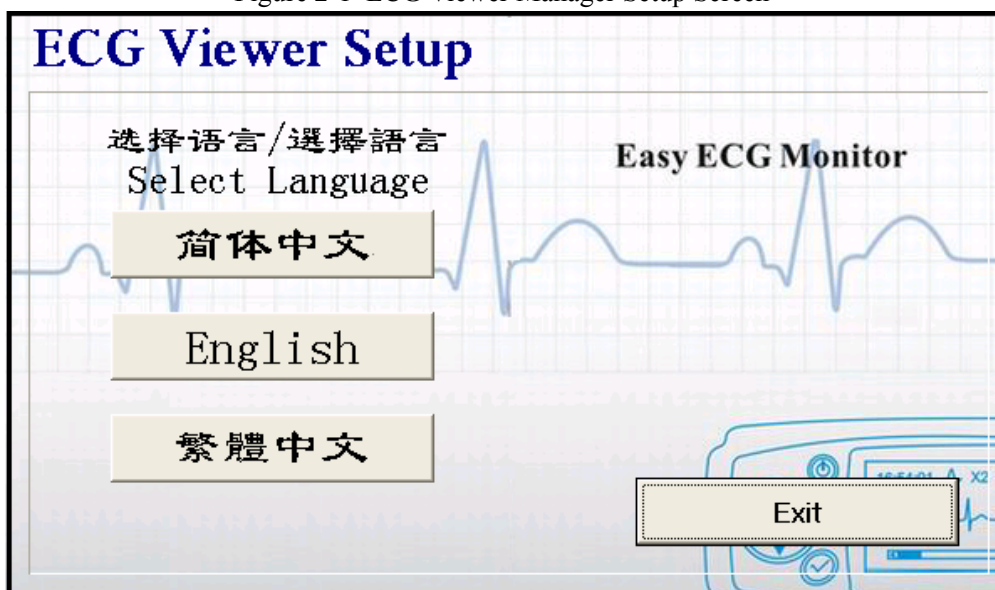 Figure 2-1 ECG Viewer Manager Setup Screen
ECG Viewer Setup
选择语言/選擇語言
Select Language
Easy ECG Monitor
简体中文
English
繁體中文
X2
Exit